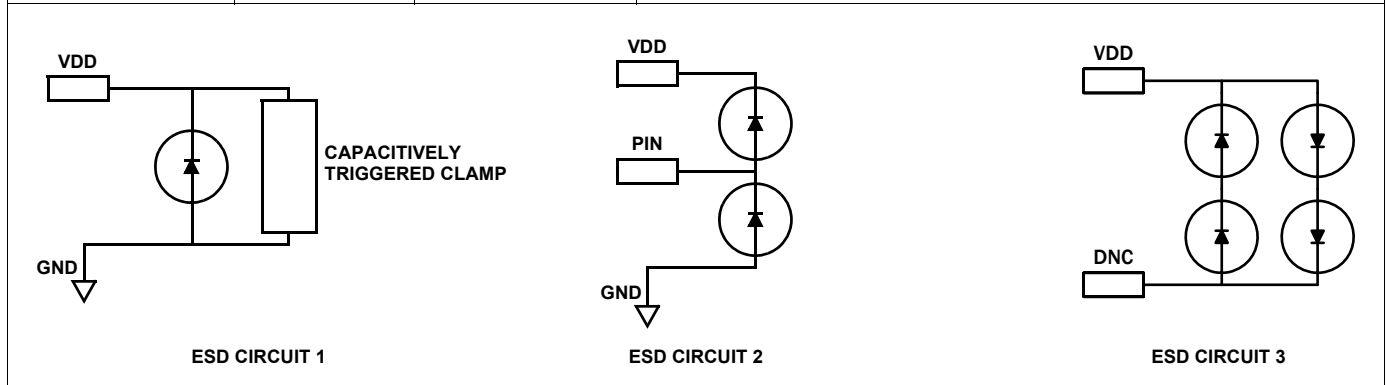 VDD
CAPACITIVELY
TRIGGERED CLAMP
GND
ESD CIRCUIT 1
VDD
PIN
GND
ESD CIRCUIT 2
VDD
DNC
ESD CIRCUIT 3